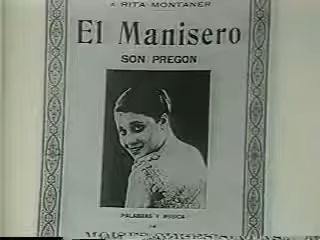 A RITA MONTANER
El Manisero
SON PREGON
PALABRAS Y MUSICA
DE